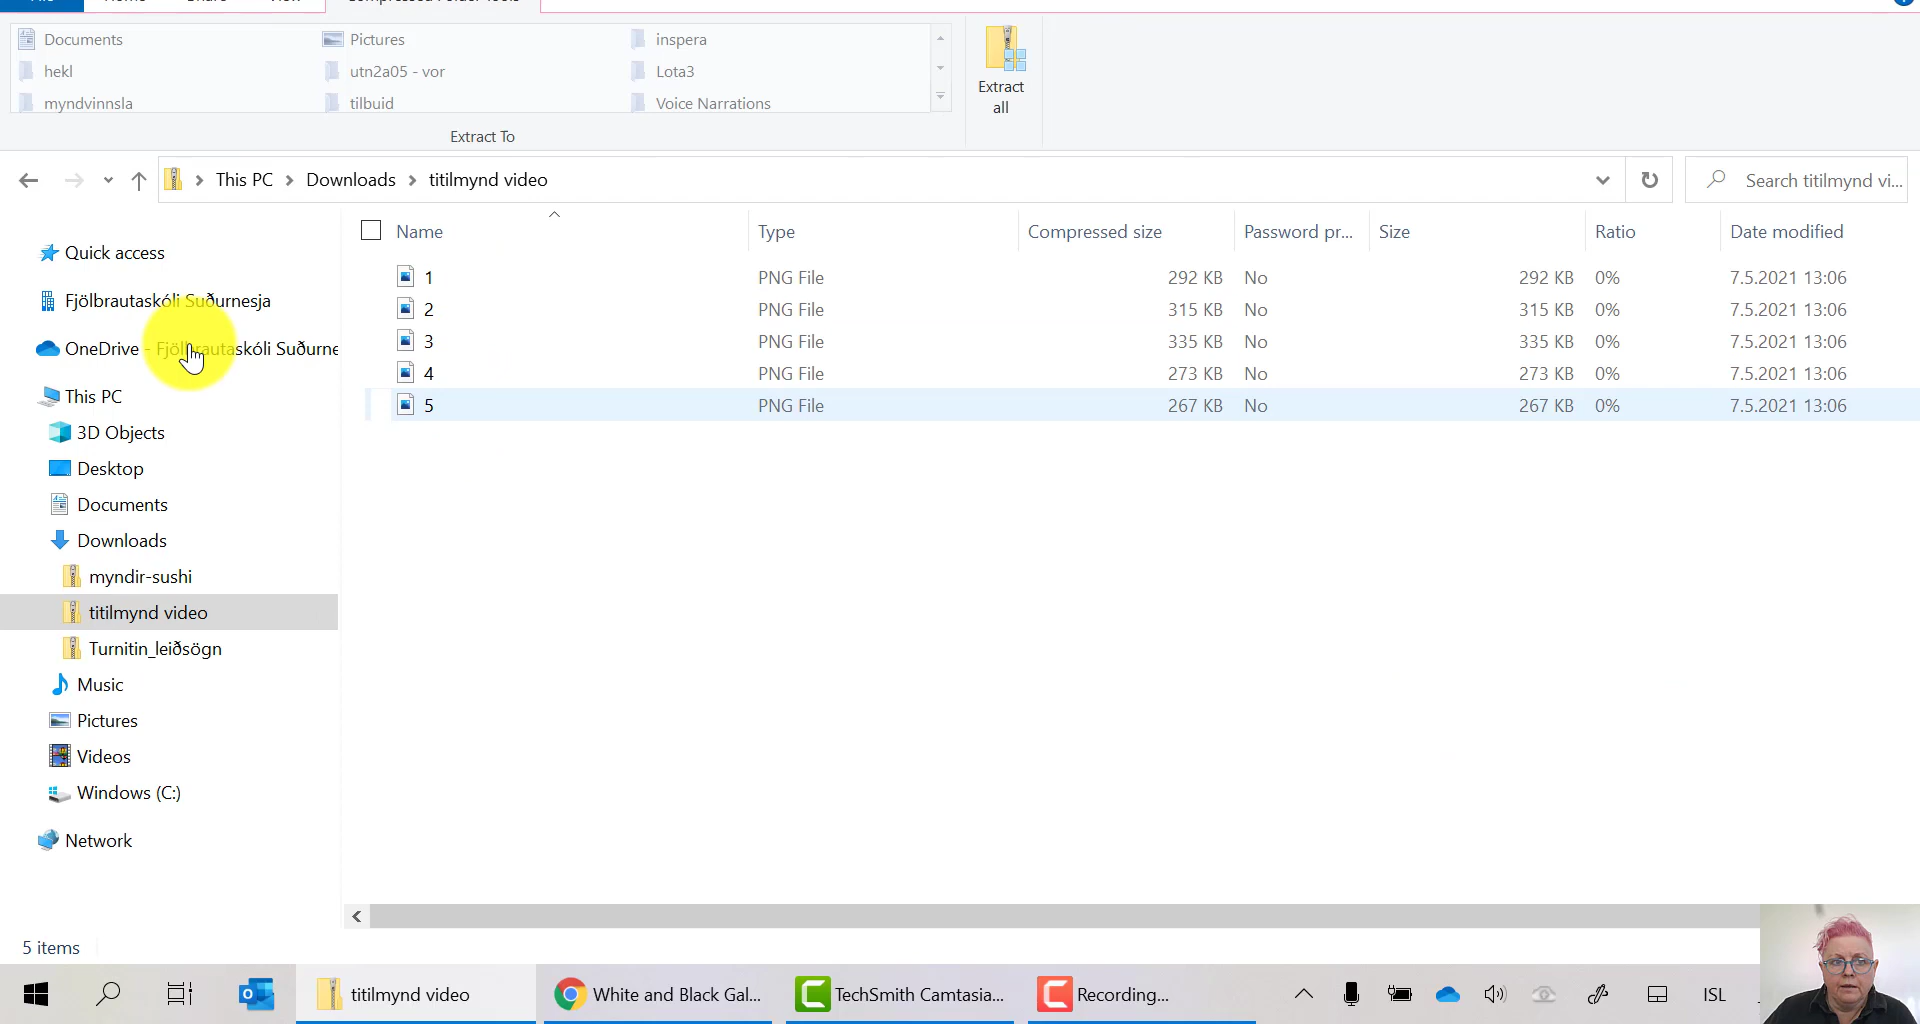 File Home Share View Compressed Folder Tools
Documents Pictures inspera
hekl utn2a05 - vor Lota3
myndvinnsla tilbuid Voice Narrations
Extract all
Extract To
This PC Downloads titilmynd video
Search titilmynd vi...
Name Type Compressed size Password pr... Size Ratio Date modified
1 PNG File 292 KB No 292 KB 0% 7.5.2021 13:06
2 PNG File 315 KB No 315 KB 0% 7.5.2021 13:06
3 PNG File 335 KB No 335 KB 0% 7.5.2021 13:06
4 PNG File 273 KB No 273 KB 0% 7.5.2021 13:06
5 PNG File 267 KB No 267 KB 0% 7.5.2021 13:06
Quick access
Fjölbrautaskóli Suðurnesja
OneDrive - Fjölbrautaskóli Suðurne
This PC
3D Objects
Desktop
Documents
Downloads
myndir-sushi
titilmynd video
Turnitin_leiðsögn
Music
Pictures
Videos
Windows (C:)
Network
5 items
titilmynd video
White and Black Gal...
TechSmith Camtasia...
Recording...
ISL